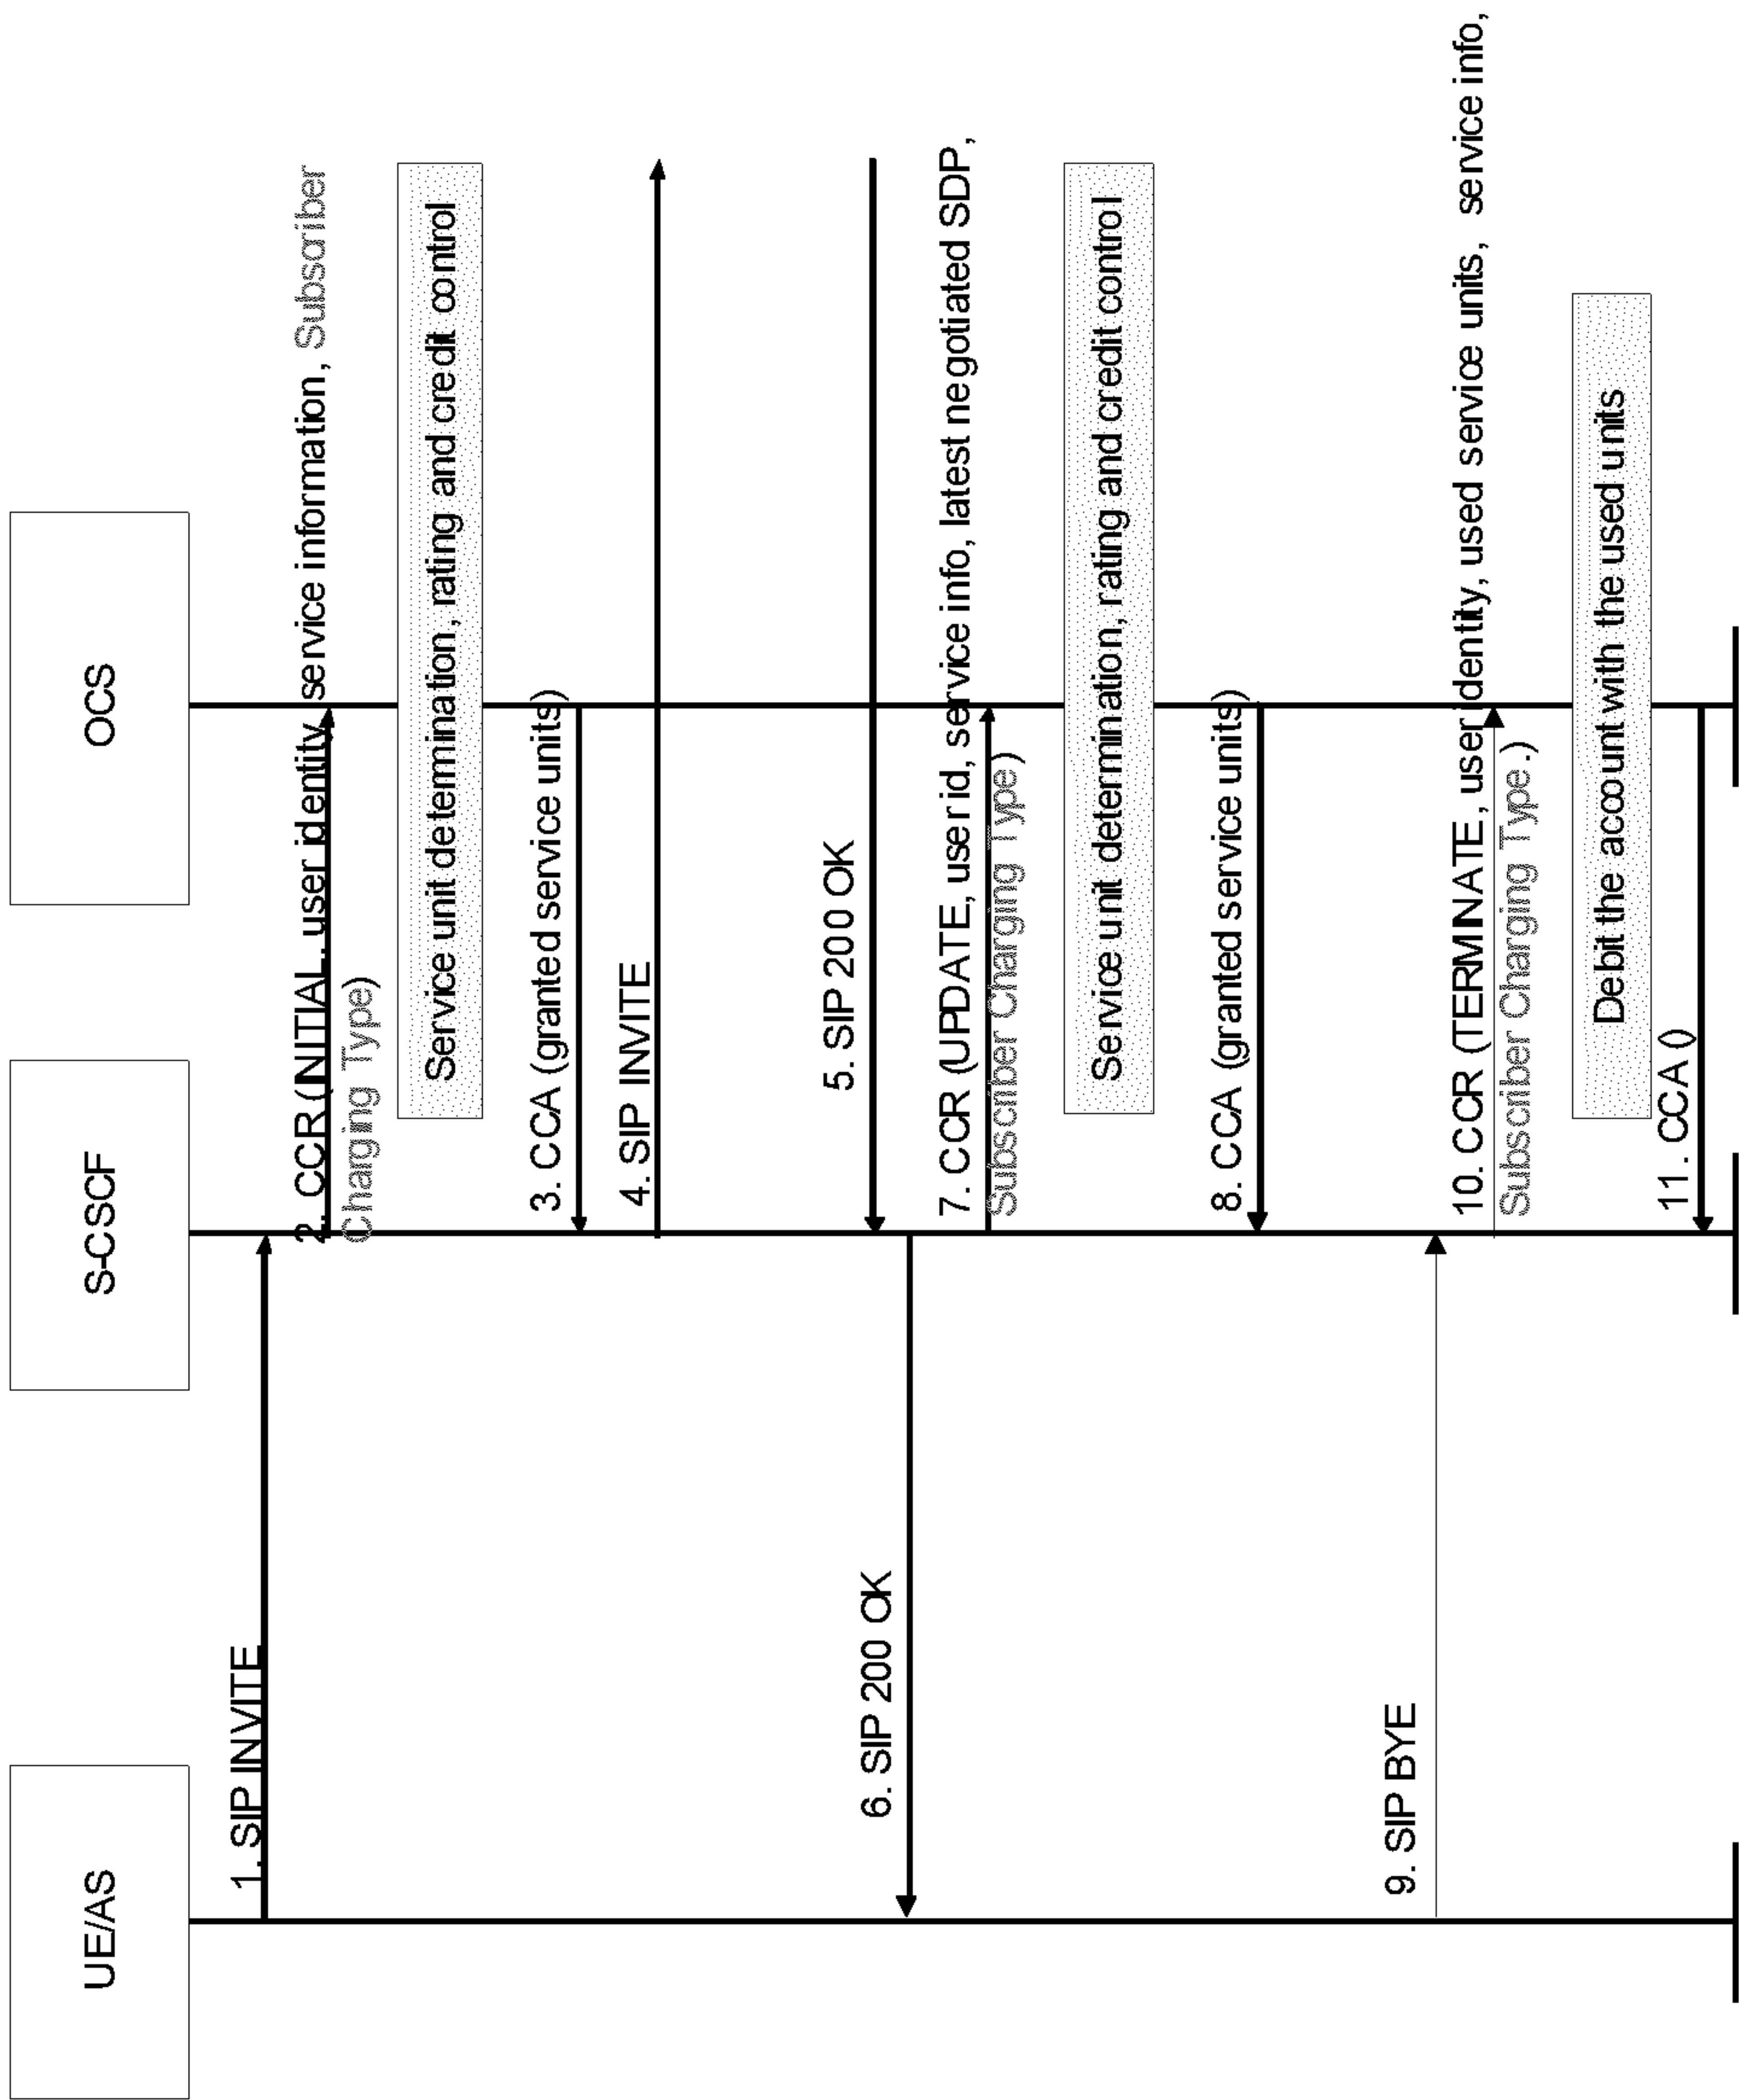 UE/AS
S-CSCF
OCS
1. SIP INVITE
2. CCR (INITIAL, user identity, service information, Subscriber
Charging Type)
Service unit determination, rating and credit control
3. CCA (granted service units)
4. SIP INVITE
5. SIP 200 OK
6. SIP 200 OK
7. CCR (UPDATE, user id, service info, latest negotiated SDP,
Subscriber Charging Type)
Service unit determination, rating and credit control
8. CCA (granted service units)
9. SIP BYE
10. CCR (TERMINATE, user identity, used service units, service info,
Subscriber Charging Type.)
Debit the account with the used units
11. CCA ()